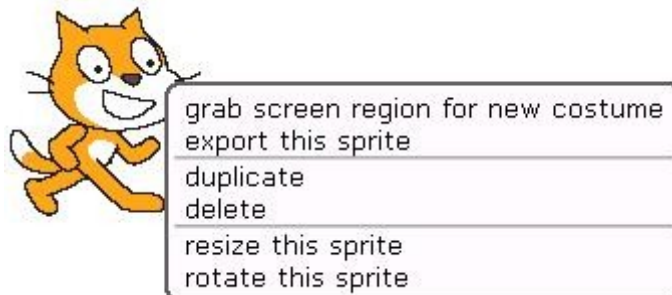 grab screen region for new costume
export this sprite
duplicate
delete
resize this sprite
rotate this sprite